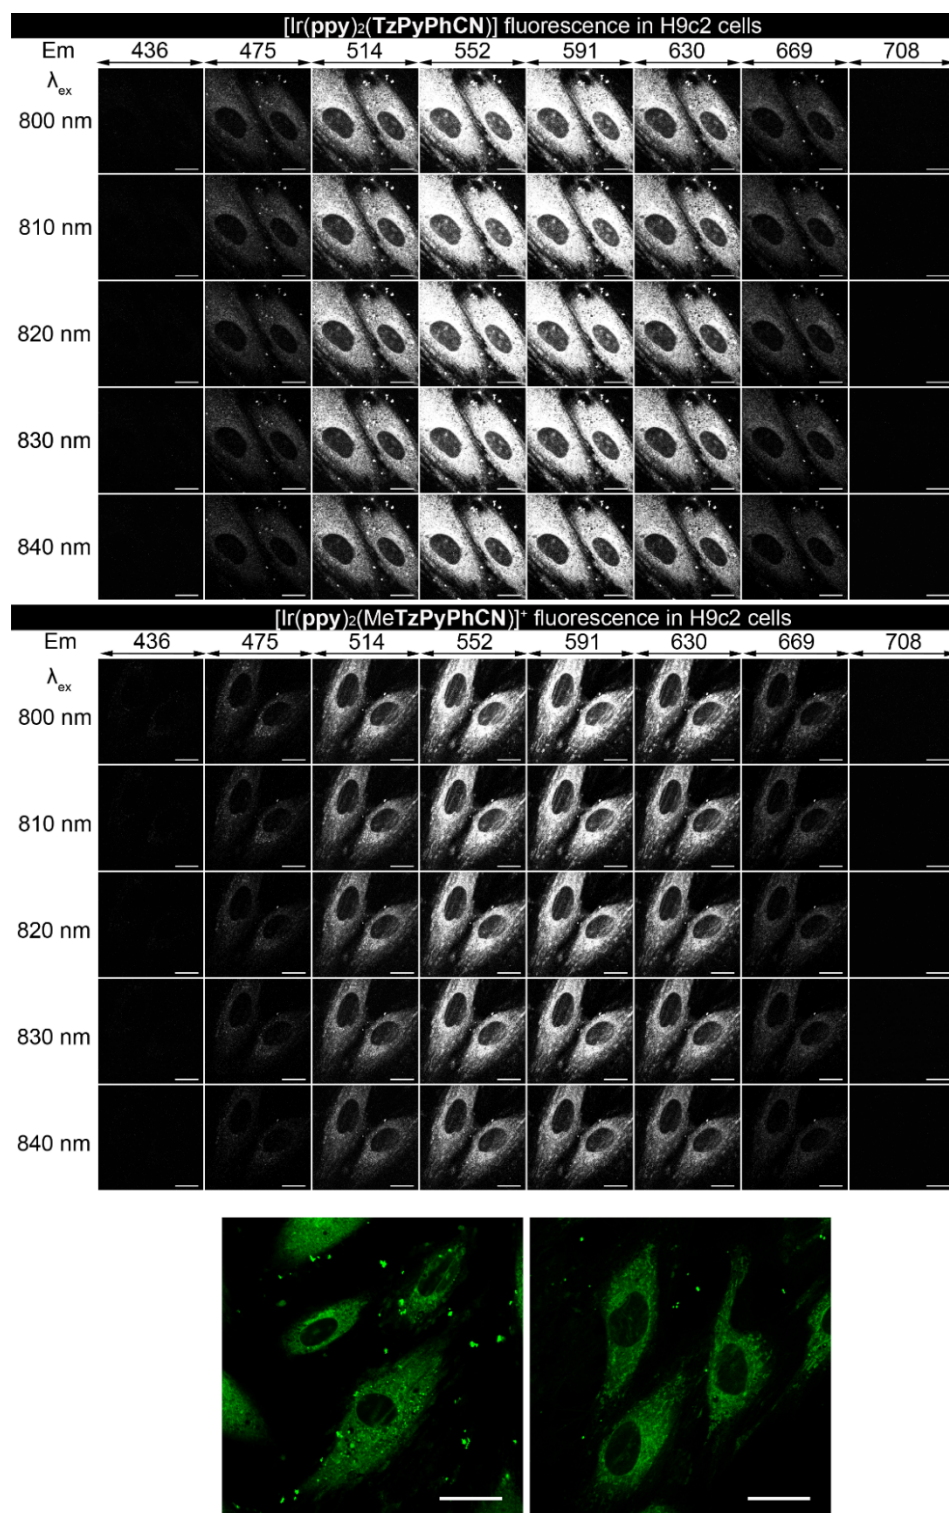 [Ir(ppy)₂(TzPyPhCN)] fluorescence in H9c2 cells
Em 436 475 514 552 591 630 669 708
λex
800 nm
810 nm
820 nm
830 nm
840 nm
[Ir(ppy)₂(MeTzPyPhCN)]⁺ fluorescence in H9c2 cells
Em 436 475 514 552 591 630 669 708
λex
800 nm
810 nm
820 nm
830 nm
840 nm